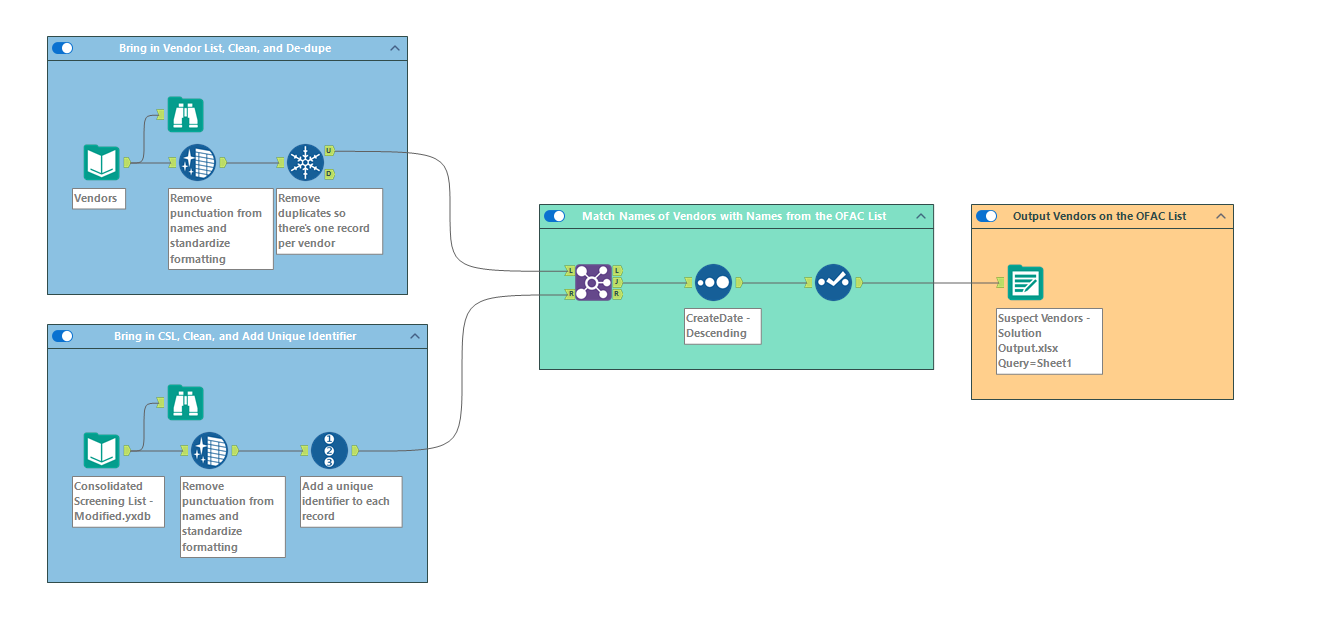 Bring in Vendor List, Clean, and De-dupe
Vendors
Remove
punctuation from
names and
standardize
formatting
U
D
Remove
duplicates so
there's one record
per vendor
Bring in CSL, Clean, and Add Unique Identifier
Consolidated
Screening List -
Modified.yxdb
Remove
punctuation from
names and
standardize
formatting
1
2
3
Add a unique
identifier to each
record
Match Names of Vendors with Names from the OFAC List
L
R
L
J
R
CreateDate -
Descending
Output Vendors on the OFAC List
Suspect Vendors -
Solution
Output.xlsx
Query=Sheet1